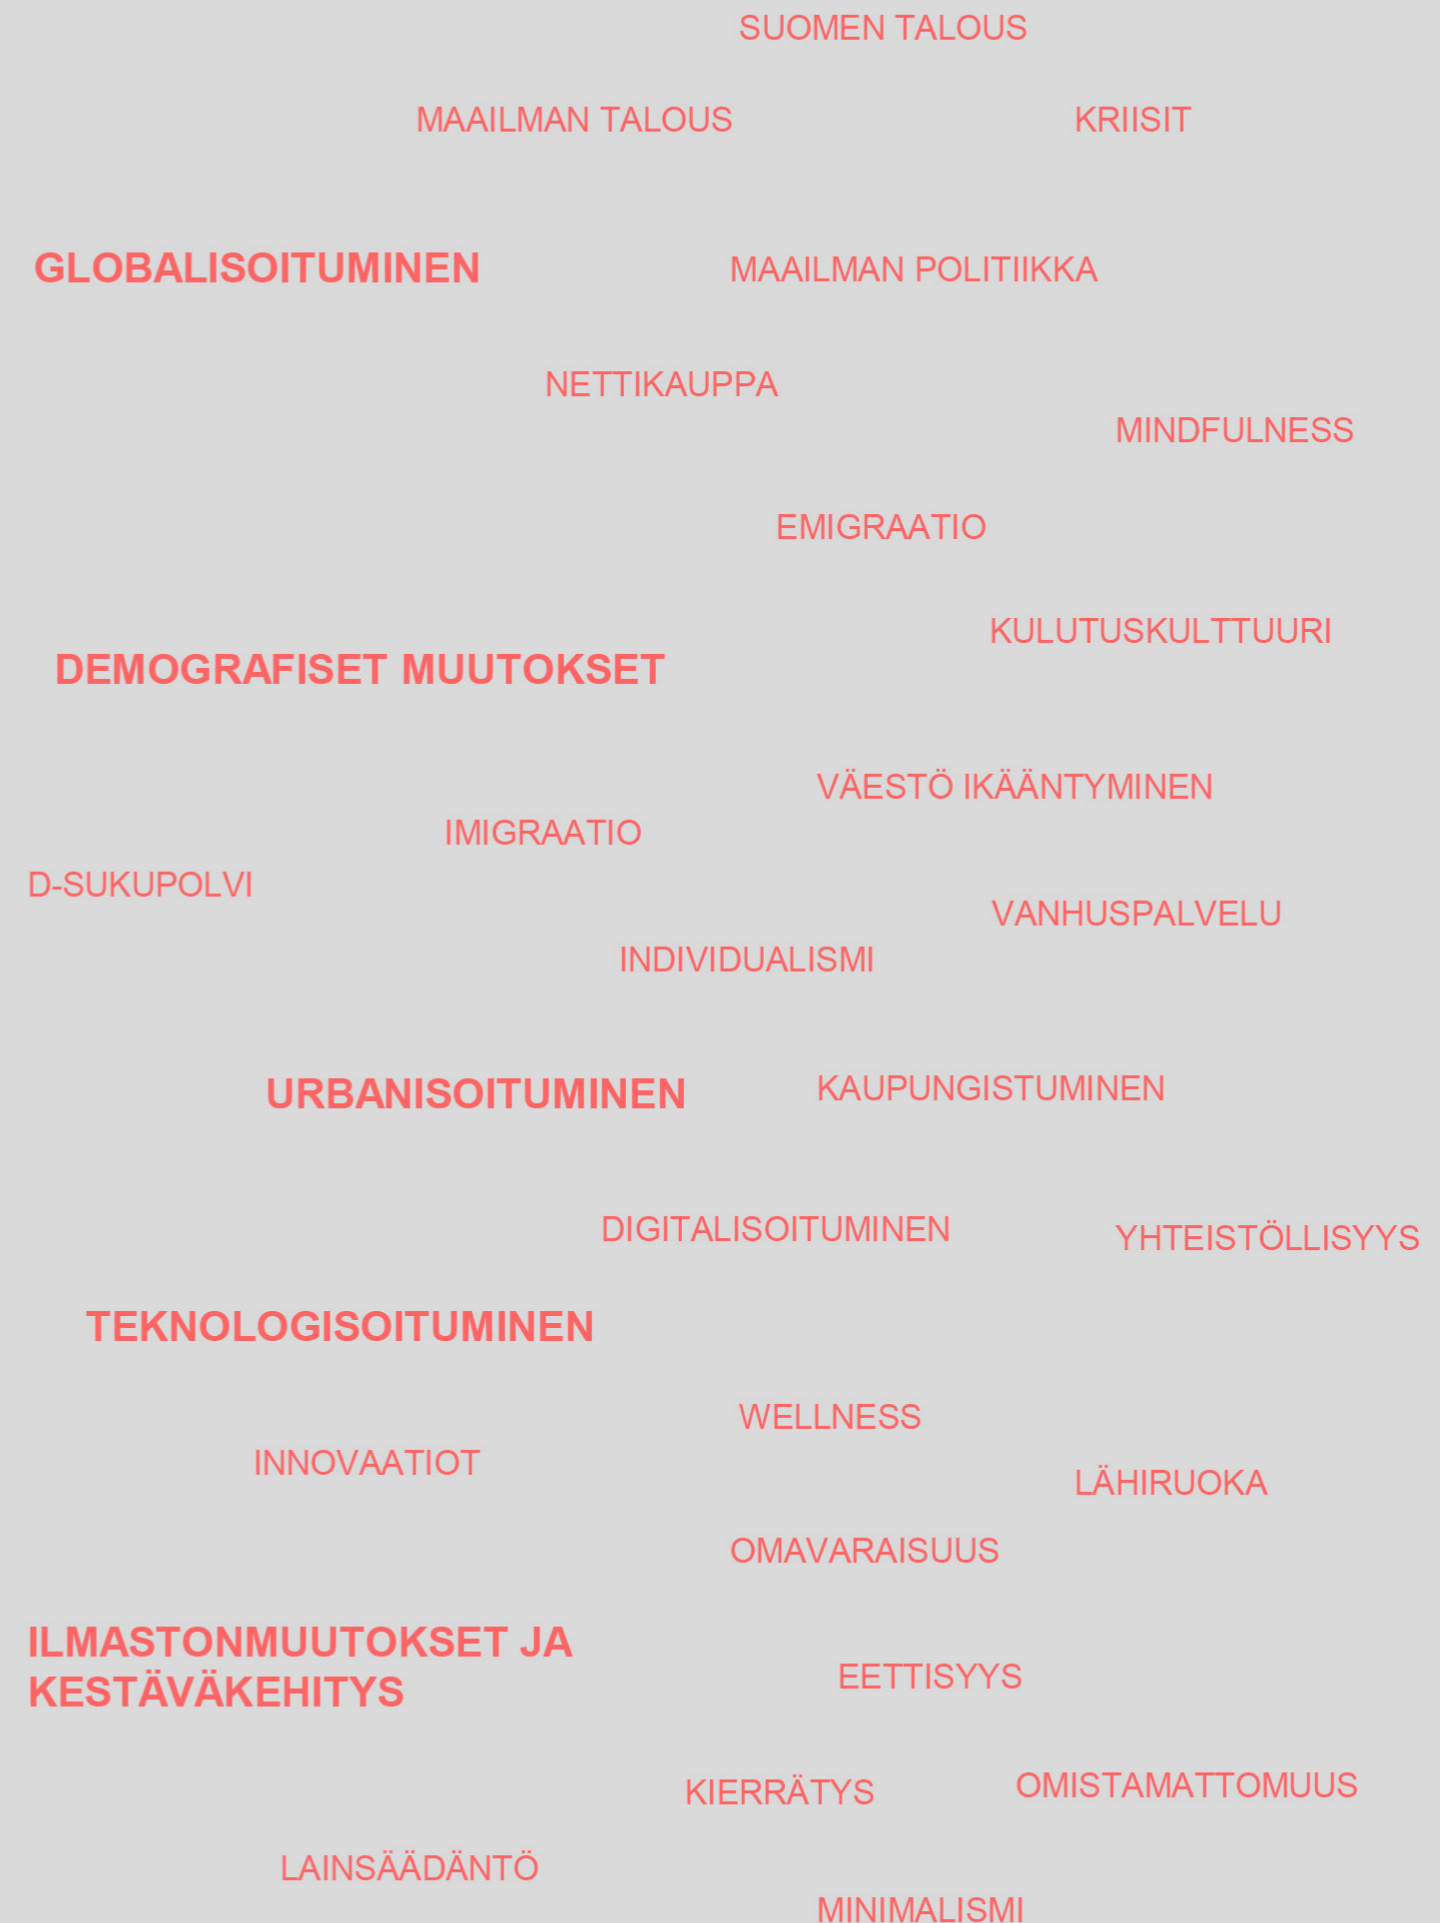 SUOMEN TALOUS
MAAILMAN TALOUS
KRIISIT
GLOBALISOITUMINEN
MAAILMAN POLITIIKKA
NETTIKAUPPA
MINDFULNESS
EMIGRAATIO
KULUTUSKULTTUURI
DEMOGRAFISET MUUTOKSET
VÄESTÖ IKÄÄNTYMINEN
IMIGRAATIO
D-SUKUPOLVI
VANHUSPALVELU
INDIVIDUALISMI
URBANISOITUMINEN
KAUPUNGISTUMINEN
DIGITALISOITUMINEN
YHTEISTÖLLISYYS
TEKNOLOGISOITUMINEN
WELLNESS
INNOVAATIOT
LÄHIRUOKA
OMAVARAISUUS
ILMASTONMUUTOKSET JA
KESTÄVÄKEHITYS
EETTISYYS
KIERRÄTYS
OMISTAMATTOMUUS
LAINSÄÄDÄNTÖ
MINIMALISMI